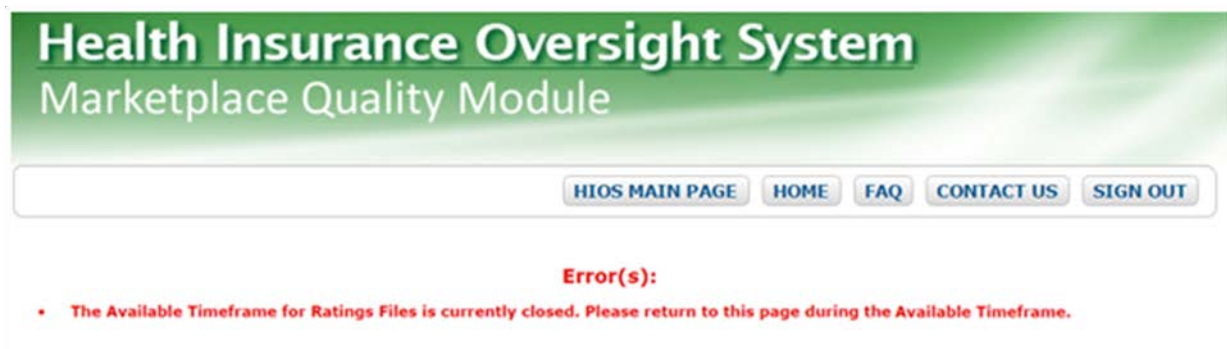 Health Insurance Oversight System
Marketplace Quality Module
HIOS MAIN PAGE HOME FAQ CONTACT US SIGN OUT
Error(s):
• The Available Timeframe for Ratings Files is currently closed. Please return to this page during the Available Timeframe.